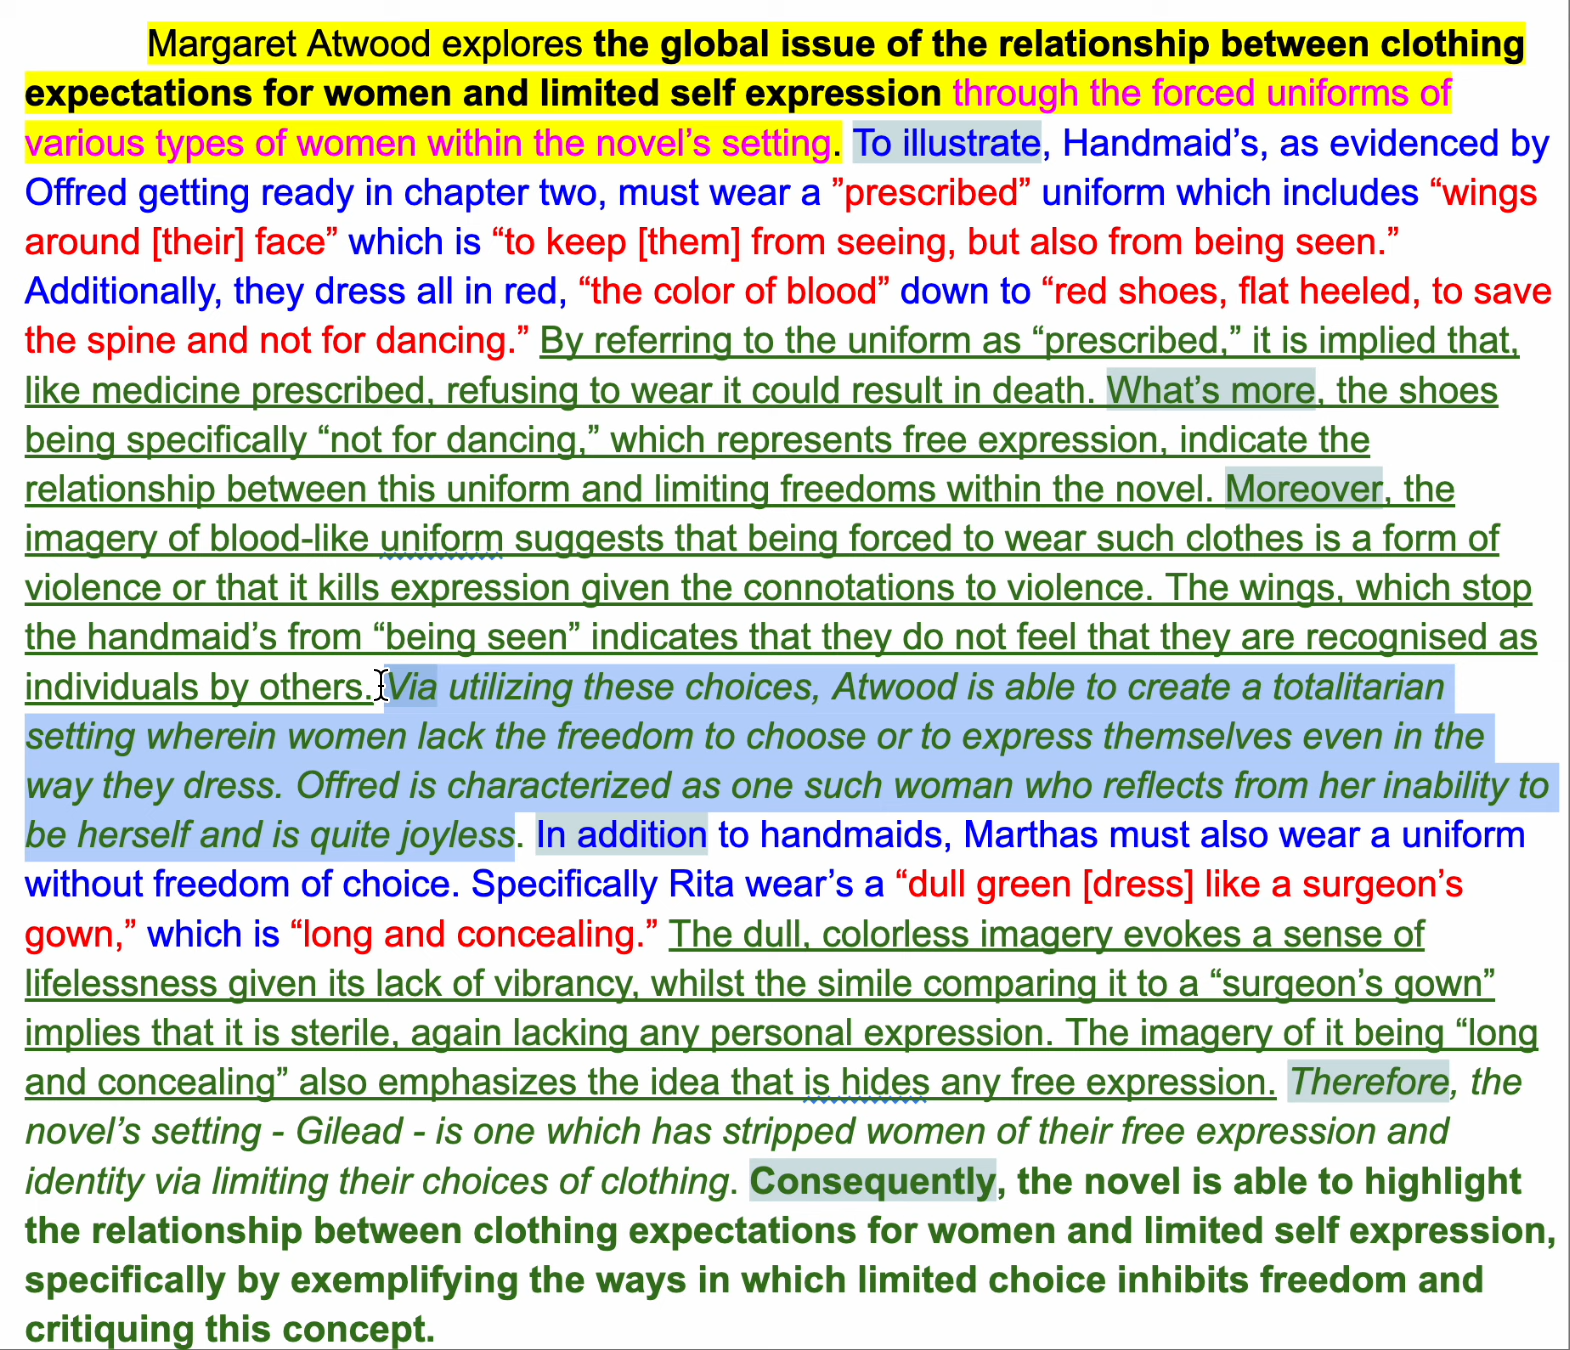 Margaret Atwood explores the global issue of the relationship between clothing
expectations for women and limited self expression through the forced uniforms of
various types of women within the novel’s setting. To illustrate, Handmaid’s, as evidenced by
Offred getting ready in chapter two, must wear a ”prescribed” uniform which includes “wings
around [their] face” which is “to keep [them] from seeing, but also from being seen.”
Additionally, they dress all in red, “the color of blood” down to “red shoes, flat heeled, to save
the spine and not for dancing.” By referring to the uniform as “prescribed,” it is implied that,
like medicine prescribed, refusing to wear it could result in death. What’s more, the shoes
being specifically “not for dancing,” which represents free expression, indicate the
relationship between this uniform and limiting freedoms within the novel. Moreover, the
imagery of blood-like uniform suggests that being forced to wear such clothes is a form of
violence or that it kills expression given the connotations to violence. The wings, which stop
the handmaid’s from “being seen” indicates that they do not feel that they are recognised as
individuals by others. Via utilizing these choices, Atwood is able to create a totalitarian
setting wherein women lack the freedom to choose or to express themselves even in the
way they dress. Offred is characterized as one such woman who reflects from her inability to
be herself and is quite joyless. In addition to handmaids, Marthas must also wear a uniform
without freedom of choice. Specifically Rita wear’s a “dull green [dress] like a surgeon’s
gown,” which is “long and concealing.” The dull, colorless imagery evokes a sense of
lifelessness given its lack of vibrancy, whilst the simile comparing it to a “surgeon’s gown”
implies that it is sterile, again lacking any personal expression. The imagery of it being “long
and concealing” also emphasizes the idea that is hides any free expression. Therefore, the
novel’s setting - Gilead - is one which has stripped women of their free expression and
identity via limiting their choices of clothing. Consequently, the novel is able to highlight
the relationship between clothing expectations for women and limited self expression,
specifically by exemplifying the ways in which limited choice inhibits freedom and
critiquing this concept.